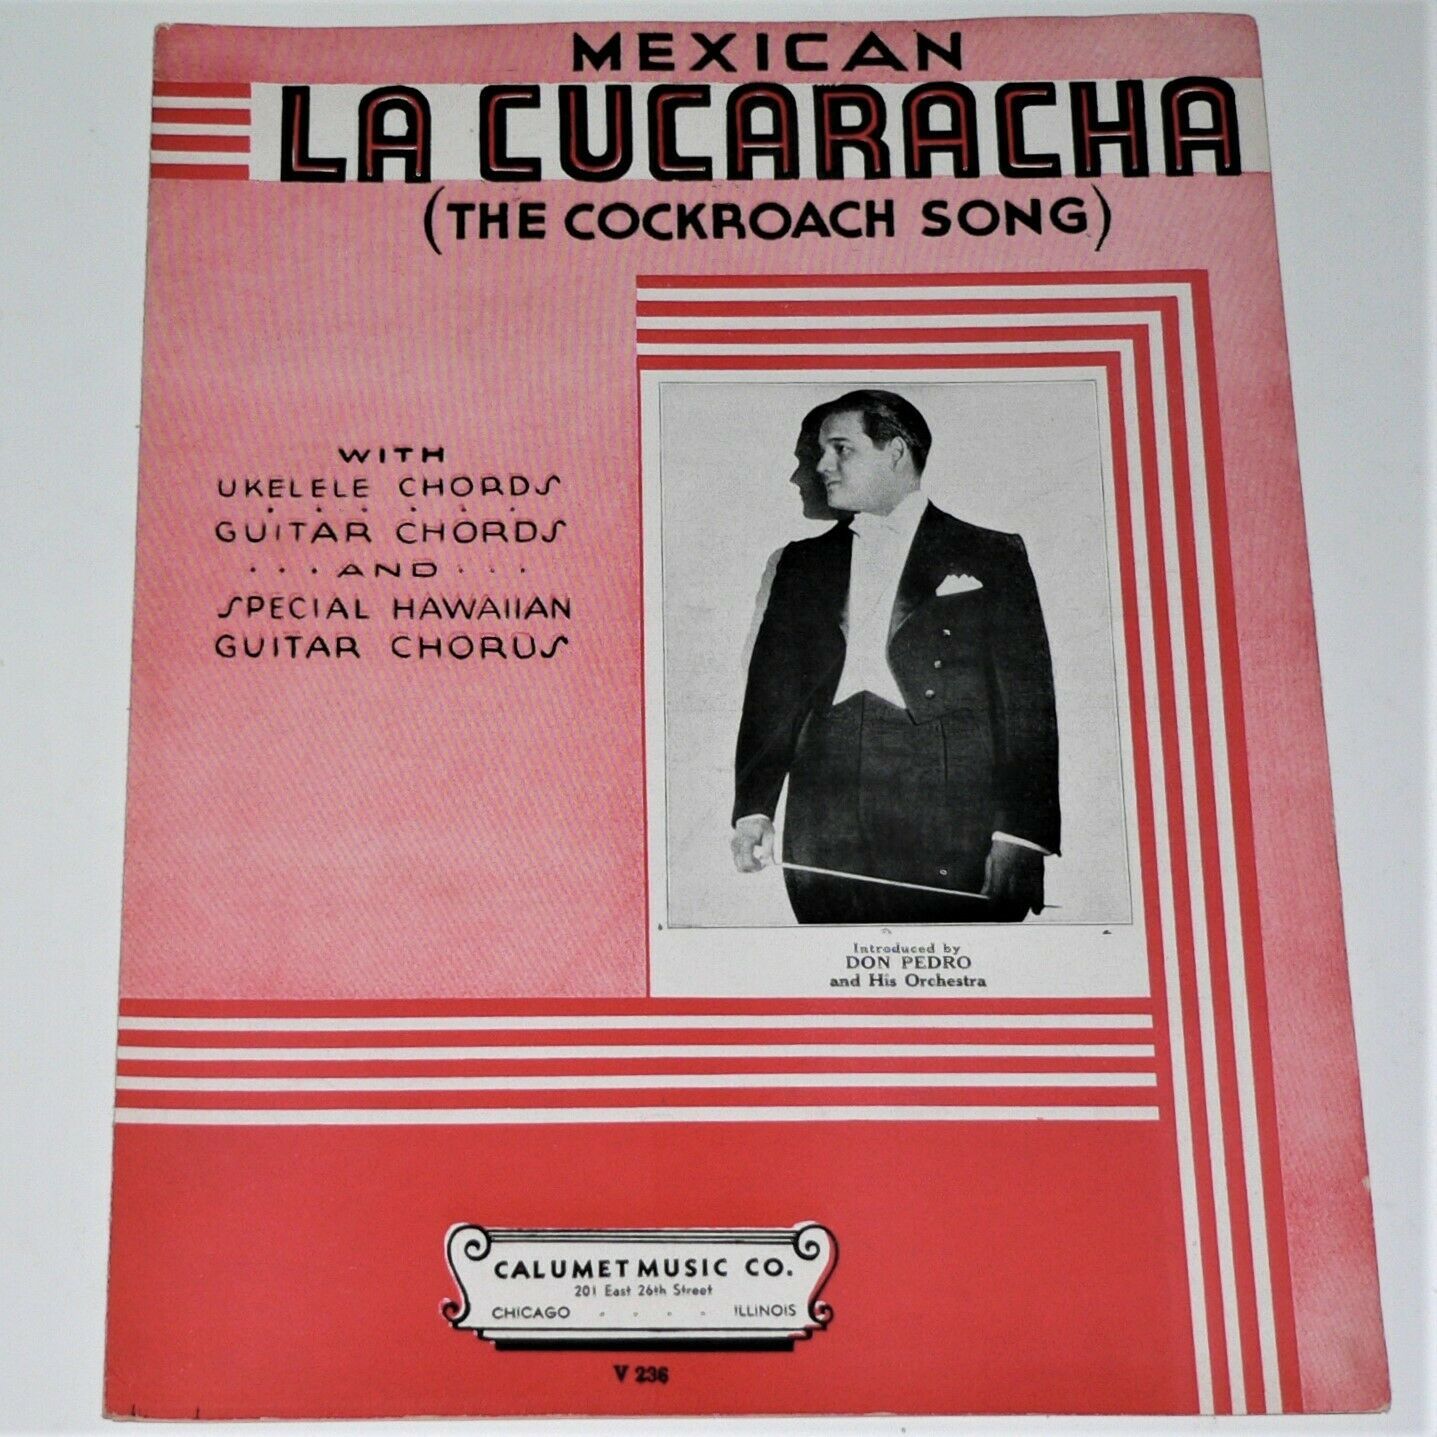 MEXICAN
LA CUCARACHA
(THE COCKROACH SONG)
WITH
UKELELE CHORDS
GUITAR CHORDS
...AND...
SPECIAL HAWAIIAN
GUITAR CHORUS
Introduced by
DON PEDRO
and His Orchestra
CALUMET MUSIC CO.
201 East 26th Street
CHICAGO .... ILLINOIS
V 236